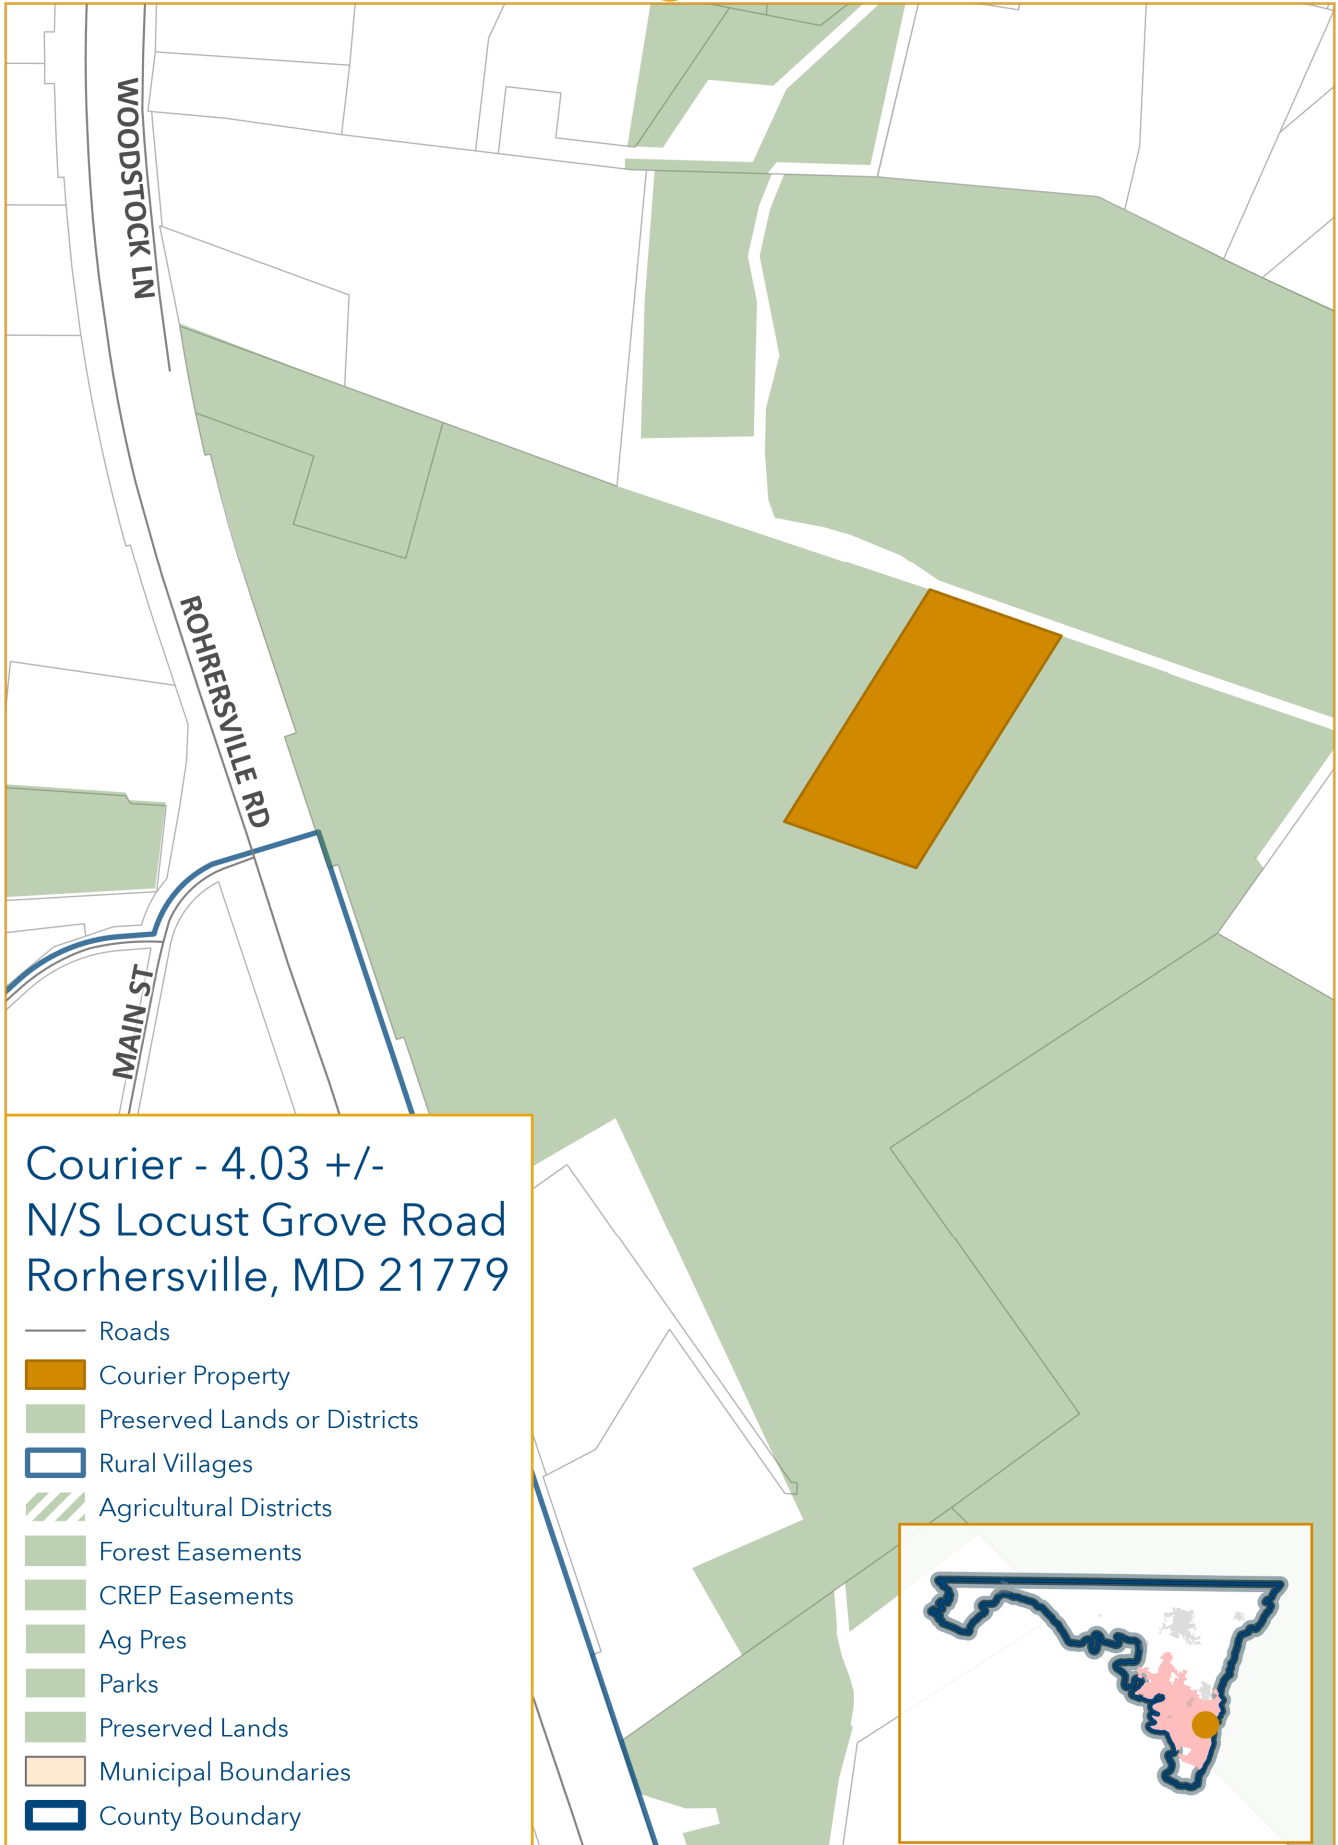 WOODSTOCK LN
ROHRERSVILLE RD
MAIN ST
Courier - 4.03 +/-
N/S Locust Grove Road
Rorhersville, MD 21779
Roads
Courier Property
Preserved Lands or Districts
Rural Villages
Agricultural Districts
Forest Easements
CREP Easements
Ag Pres
Parks
Preserved Lands
Municipal Boundaries
County Boundary